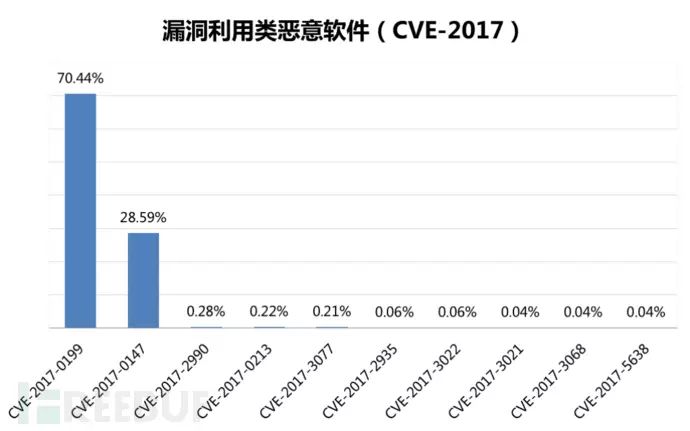 漏洞利用类恶意软件（CVE-2017）
70.44%
28.59%
0.28%
0.22%
0.21%
0.06%
0.06%
0.04%
0.04%
0.04%
CVE-2017-0199
CVE-2017-0147
CVE-2017-2990
CVE-2017-0213
CVE-2017-3077
CVE-2017-2935
CVE-2017-3022
CVE-2017-3021
CVE-2017-3068
CVE-2017-5638
FREEBUF